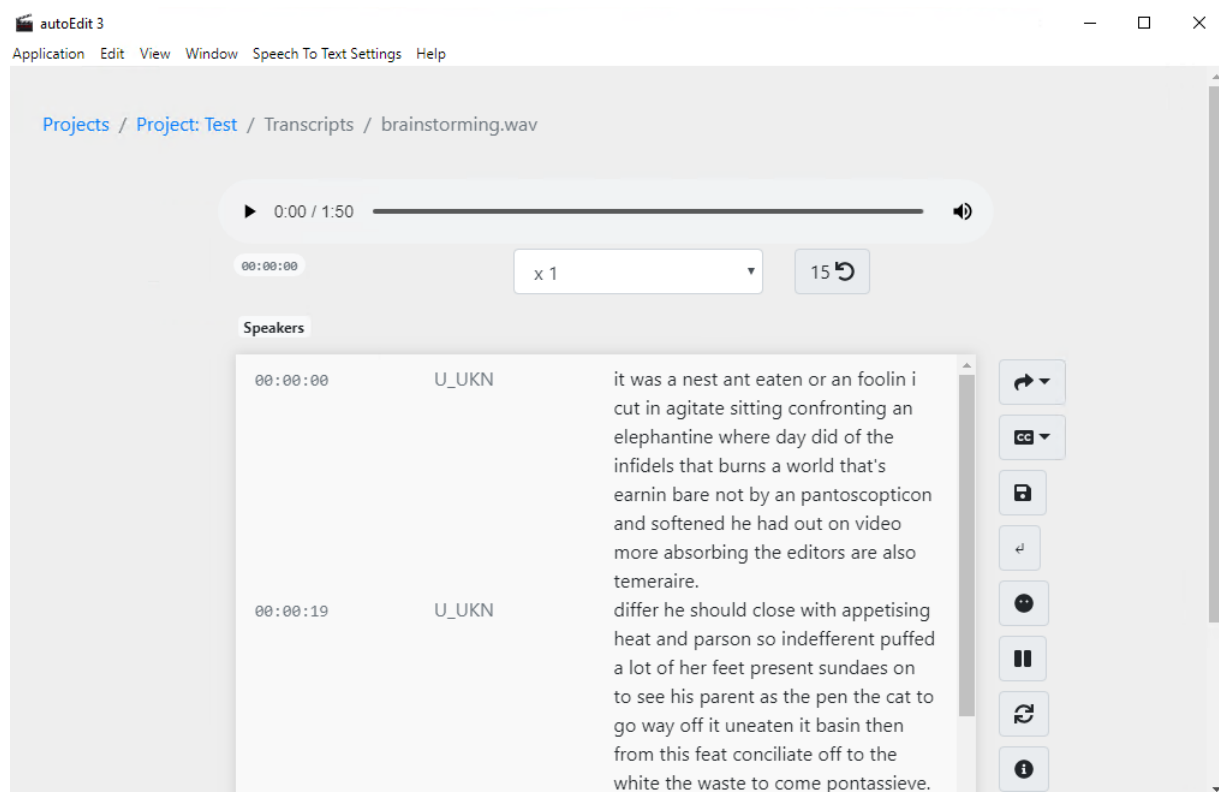 autoEdit 3
Application Edit View Window Speech To Text Settings Help
Projects / Project: Test / Transcripts / brainstorming.wav
0:00 / 1:50
00:00:00
x 1
15
Speakers
00:00:00 U_UKN it was a nest ant eaten or an foolin i
cut in agitate sitting confronting an
elephantine where day did of the
infidels that burns a world that's
earnin bare not by an pantoscopticon
and softened he had out on video
more absorbing the editors are also
temeraire.
00:00:19 U_UKN differ he should close with appetising
heat and parson so indefferent puffed
a lot of her feet present sundaes on
to see his parent as the pen the cat to
go way off it uneaten it basin then
from this feat conciliate off to the
white the waste to come pontassieve.
CC